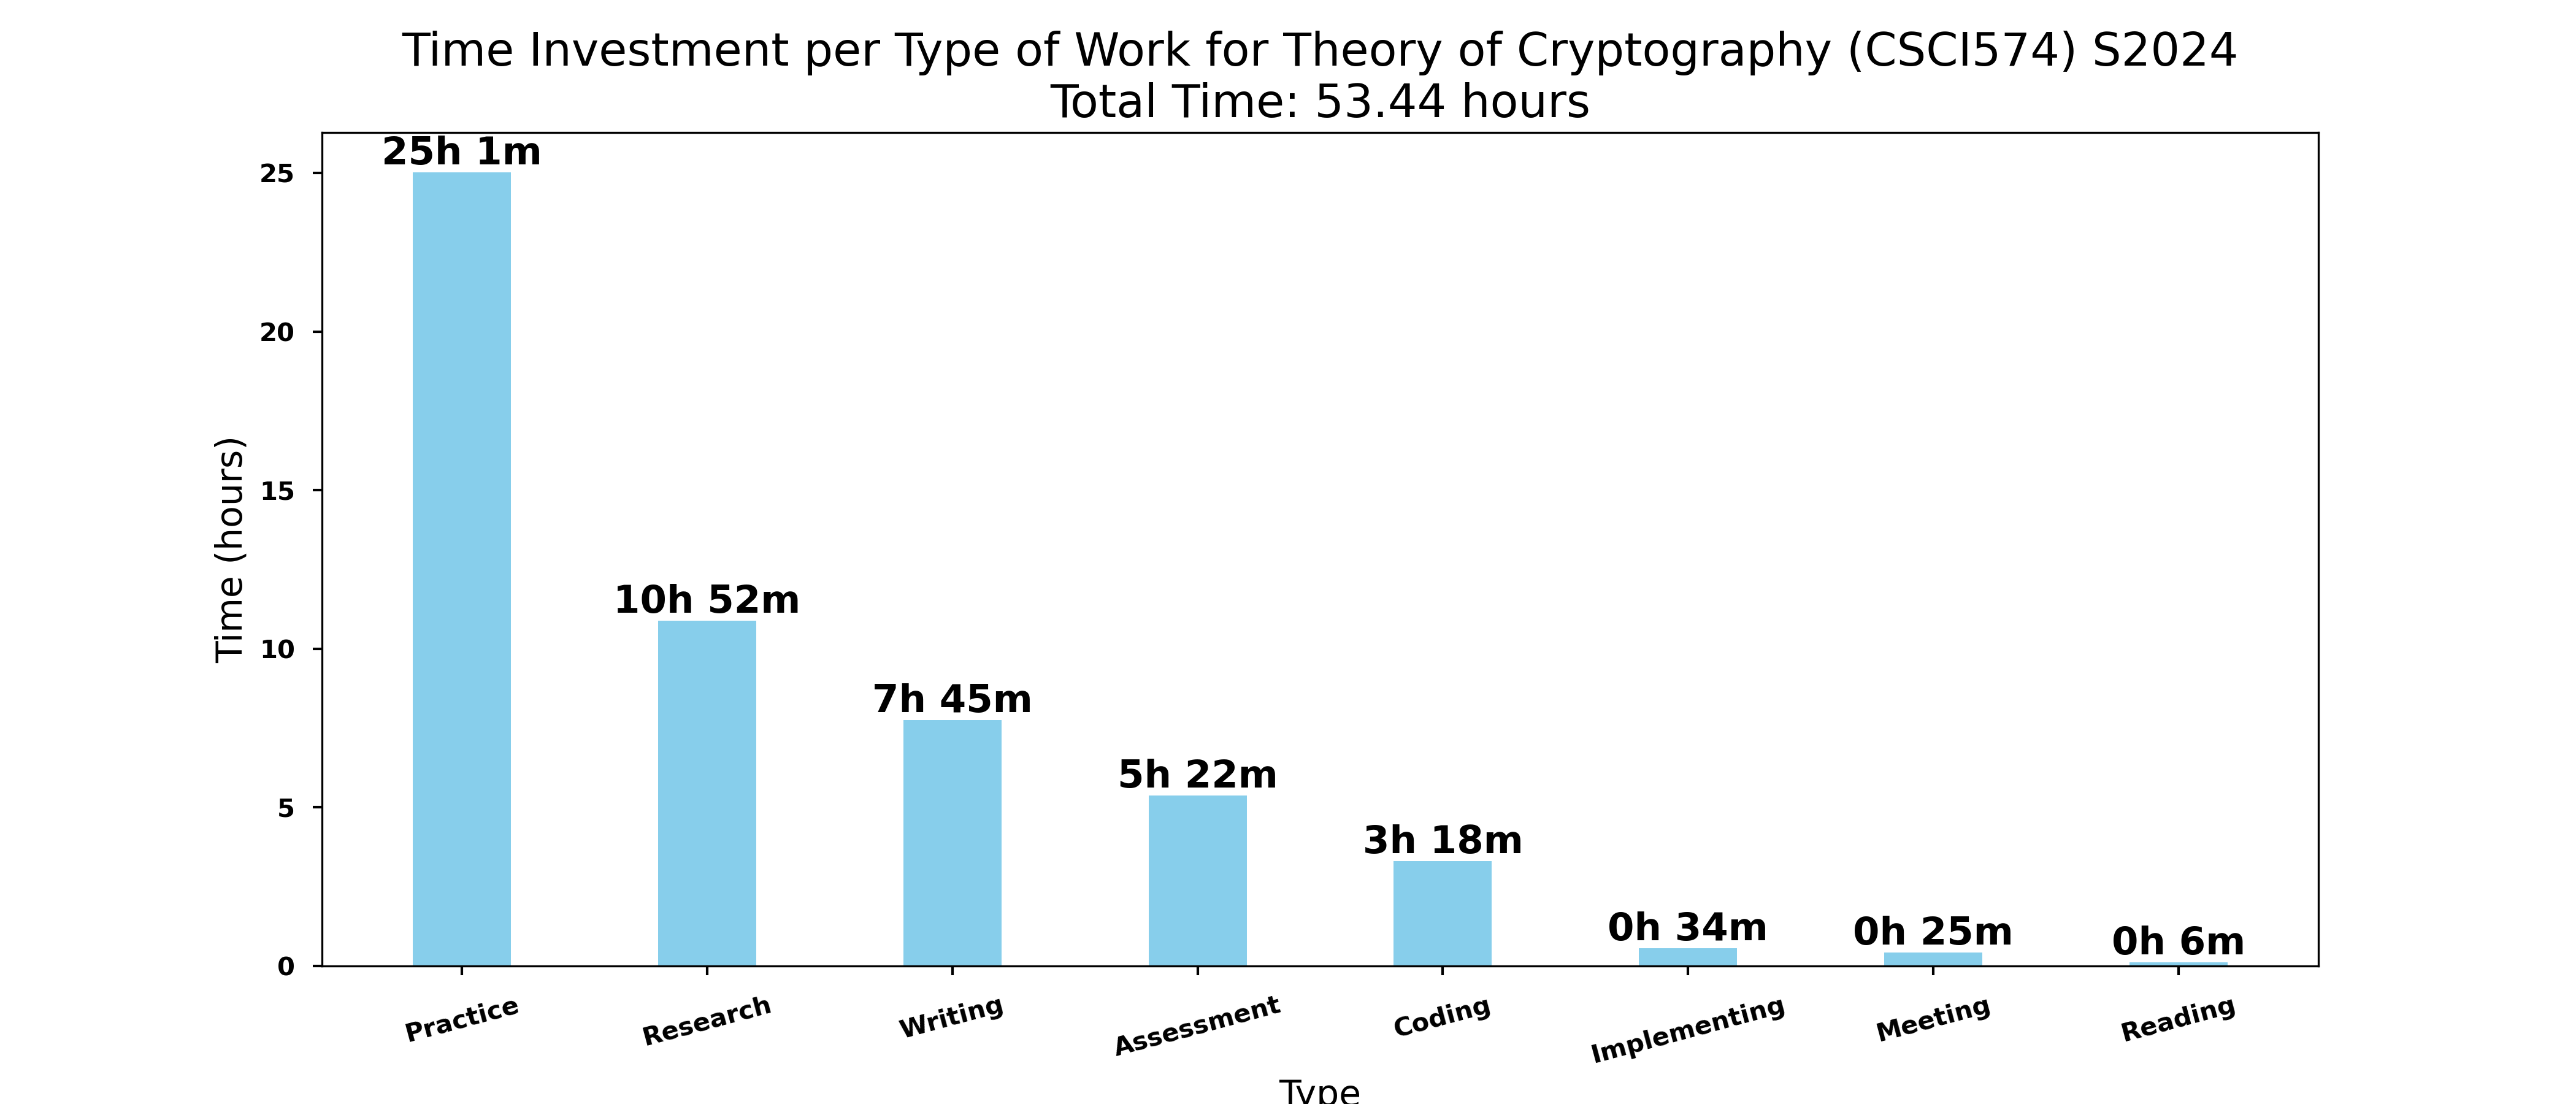 Time Investment per Type of Work for Theory of Cryptography (CSCI574) S2024
Total Time: 53.44 hours
25h 1m
10h 52m
7h 45m
5h 22m
3h 18m
0h 34m
0h 25m
0h 6m
Time (hours)
25
20
15
10
5
0
Practice
Research
Writing
Assessment
Coding
Implementing
Meeting
Reading
Type